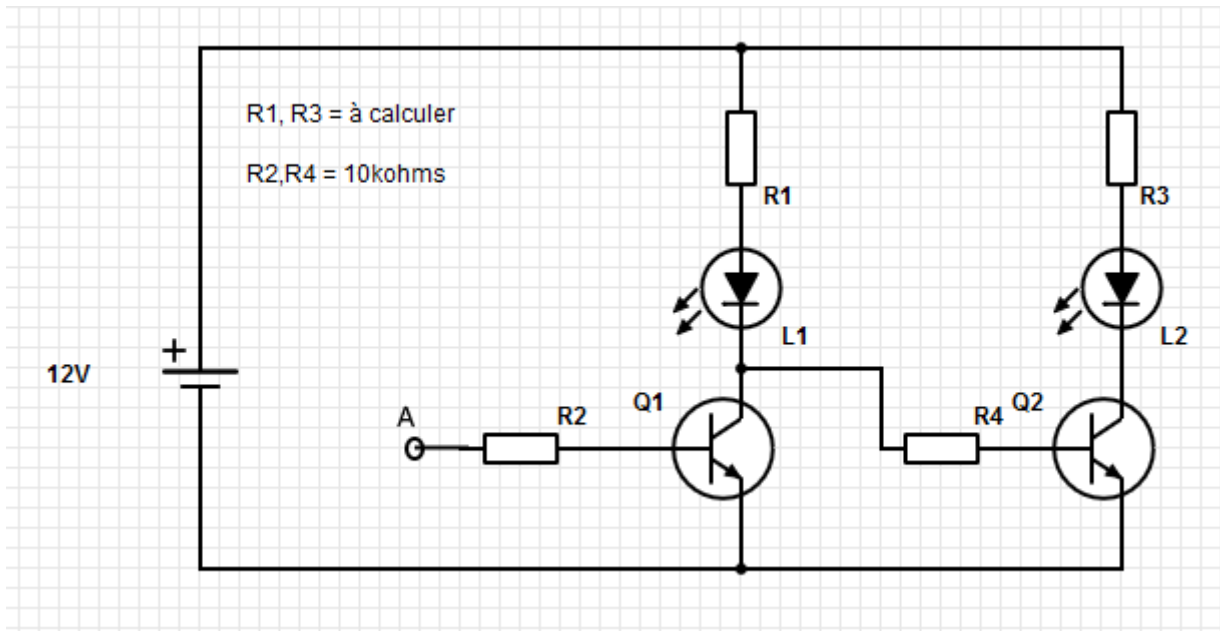 R1, R3 = à calculer
R2,R4 = 10kohms
R1
R3
L1
L2
+
12V
A
R2
Q1
R4
Q2